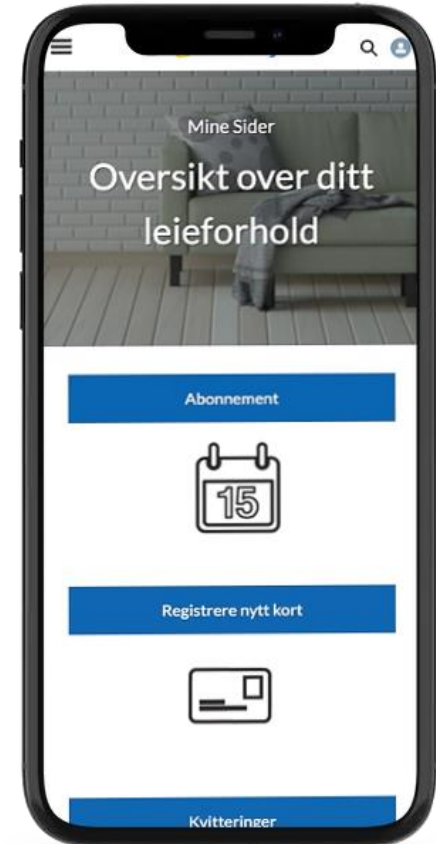 Mine Sider
Oversikt over ditt
leieforhold
Abonnement
15
Registrere nytt kort
Kvitteringer